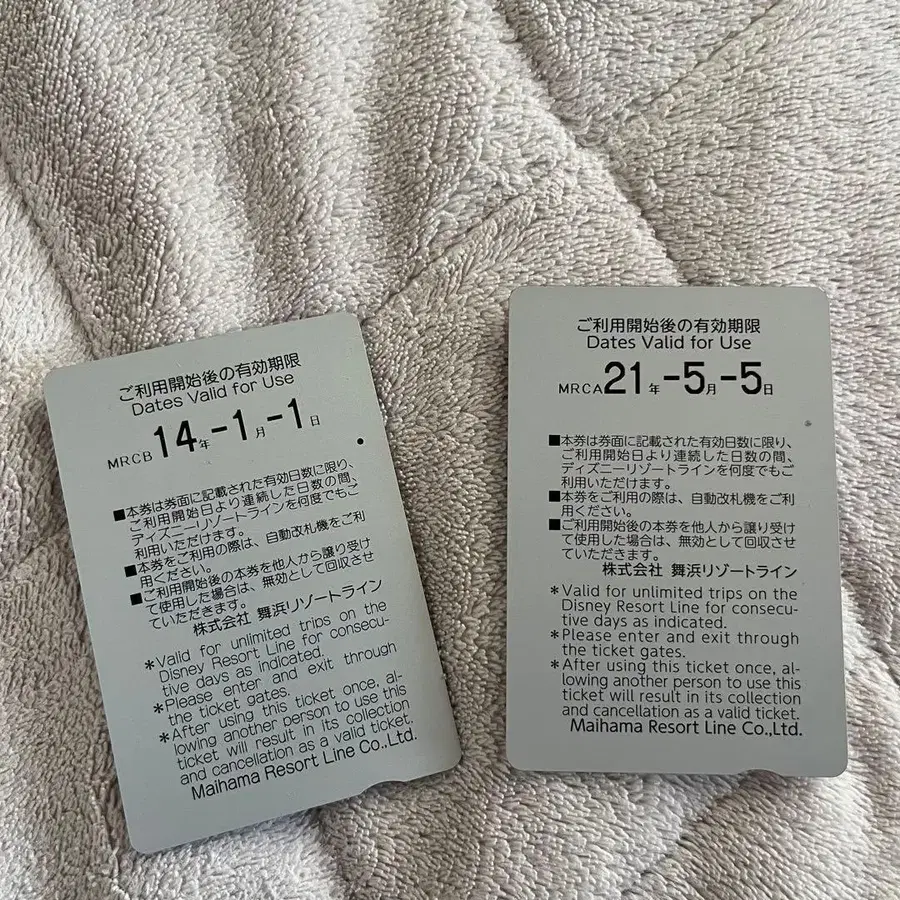 ご利用開始後の有効期限
Dates Valid for Use
MRCB 14年-1月-1日
■本券は券面に記載された有効日数に限り、
ご利用開始日より連続した日数の間、
ディズニーリゾートラインを何度でもご
利用いただけます。
■本券をご利用の際は、自動改札機をご利
用ください。
■ご利用開始後の本券を他人から譲り受け
て使用した場合は、無効として回収させ
ていただきます。
株式会社 舞浜リゾートライン
*Valid for unlimited trips on the
Disney Resort Line for consecu-
tive days as indicated.
*Please enter and exit through
the ticket gates.
*After using this ticket once, al-
lowing another person to use this
ticket will result in its collection
and cancellation as a valid ticket.
Maihama Resort Line Co.,Ltd.
ご利用開始後の有効期限
Dates Valid for Use
MRCA 21年-5月-5日
■本券は券面に記載された有効日数に限り、
ご利用開始日より連続した日数の間、
ディズニーリゾートラインを何度でもご
利用いただけます。
■本券をご利用の際は、自動改札機をご利
用ください。
■ご利用開始後の本券を他人から譲り受け
て使用した場合は、無効として回収させ
ていただきます。
株式会社 舞浜リゾートライン
*Valid for unlimited trips on the
Disney Resort Line for consecu-
tive days as indicated.
*Please enter and exit through
the ticket gates.
*After using this ticket once, al-
lowing another person to use this
ticket will result in its collection
and cancellation as a valid ticket.
Maihama Resort Line Co.,Ltd.